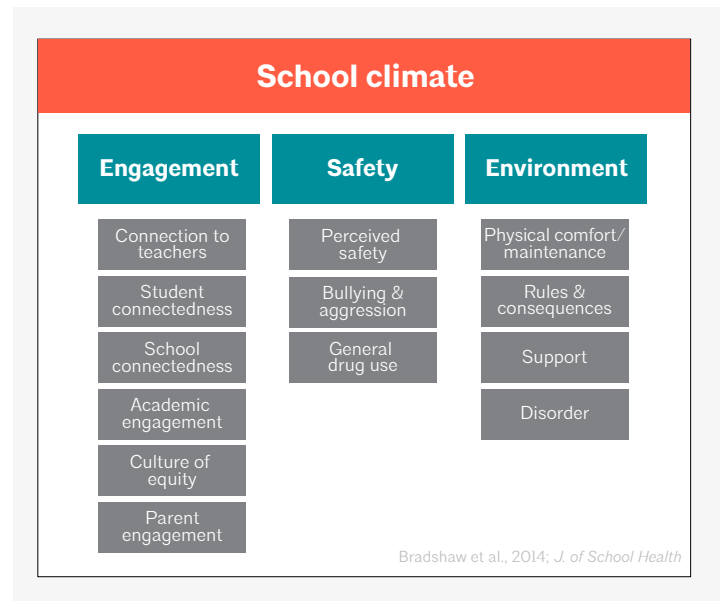 School climate
Engagement
Connection to
teachers
Student
connectedness
School
connectedness
Academic
engagement
Culture of
equity
Parent
engagement
Safety
Perceived
safety
Bullying &
aggression
General
drug use
Environment
Physical comfort/
maintenance
Rules &
consequences
Support
Disorder
Bradshaw et al., 2014; J. of School Health